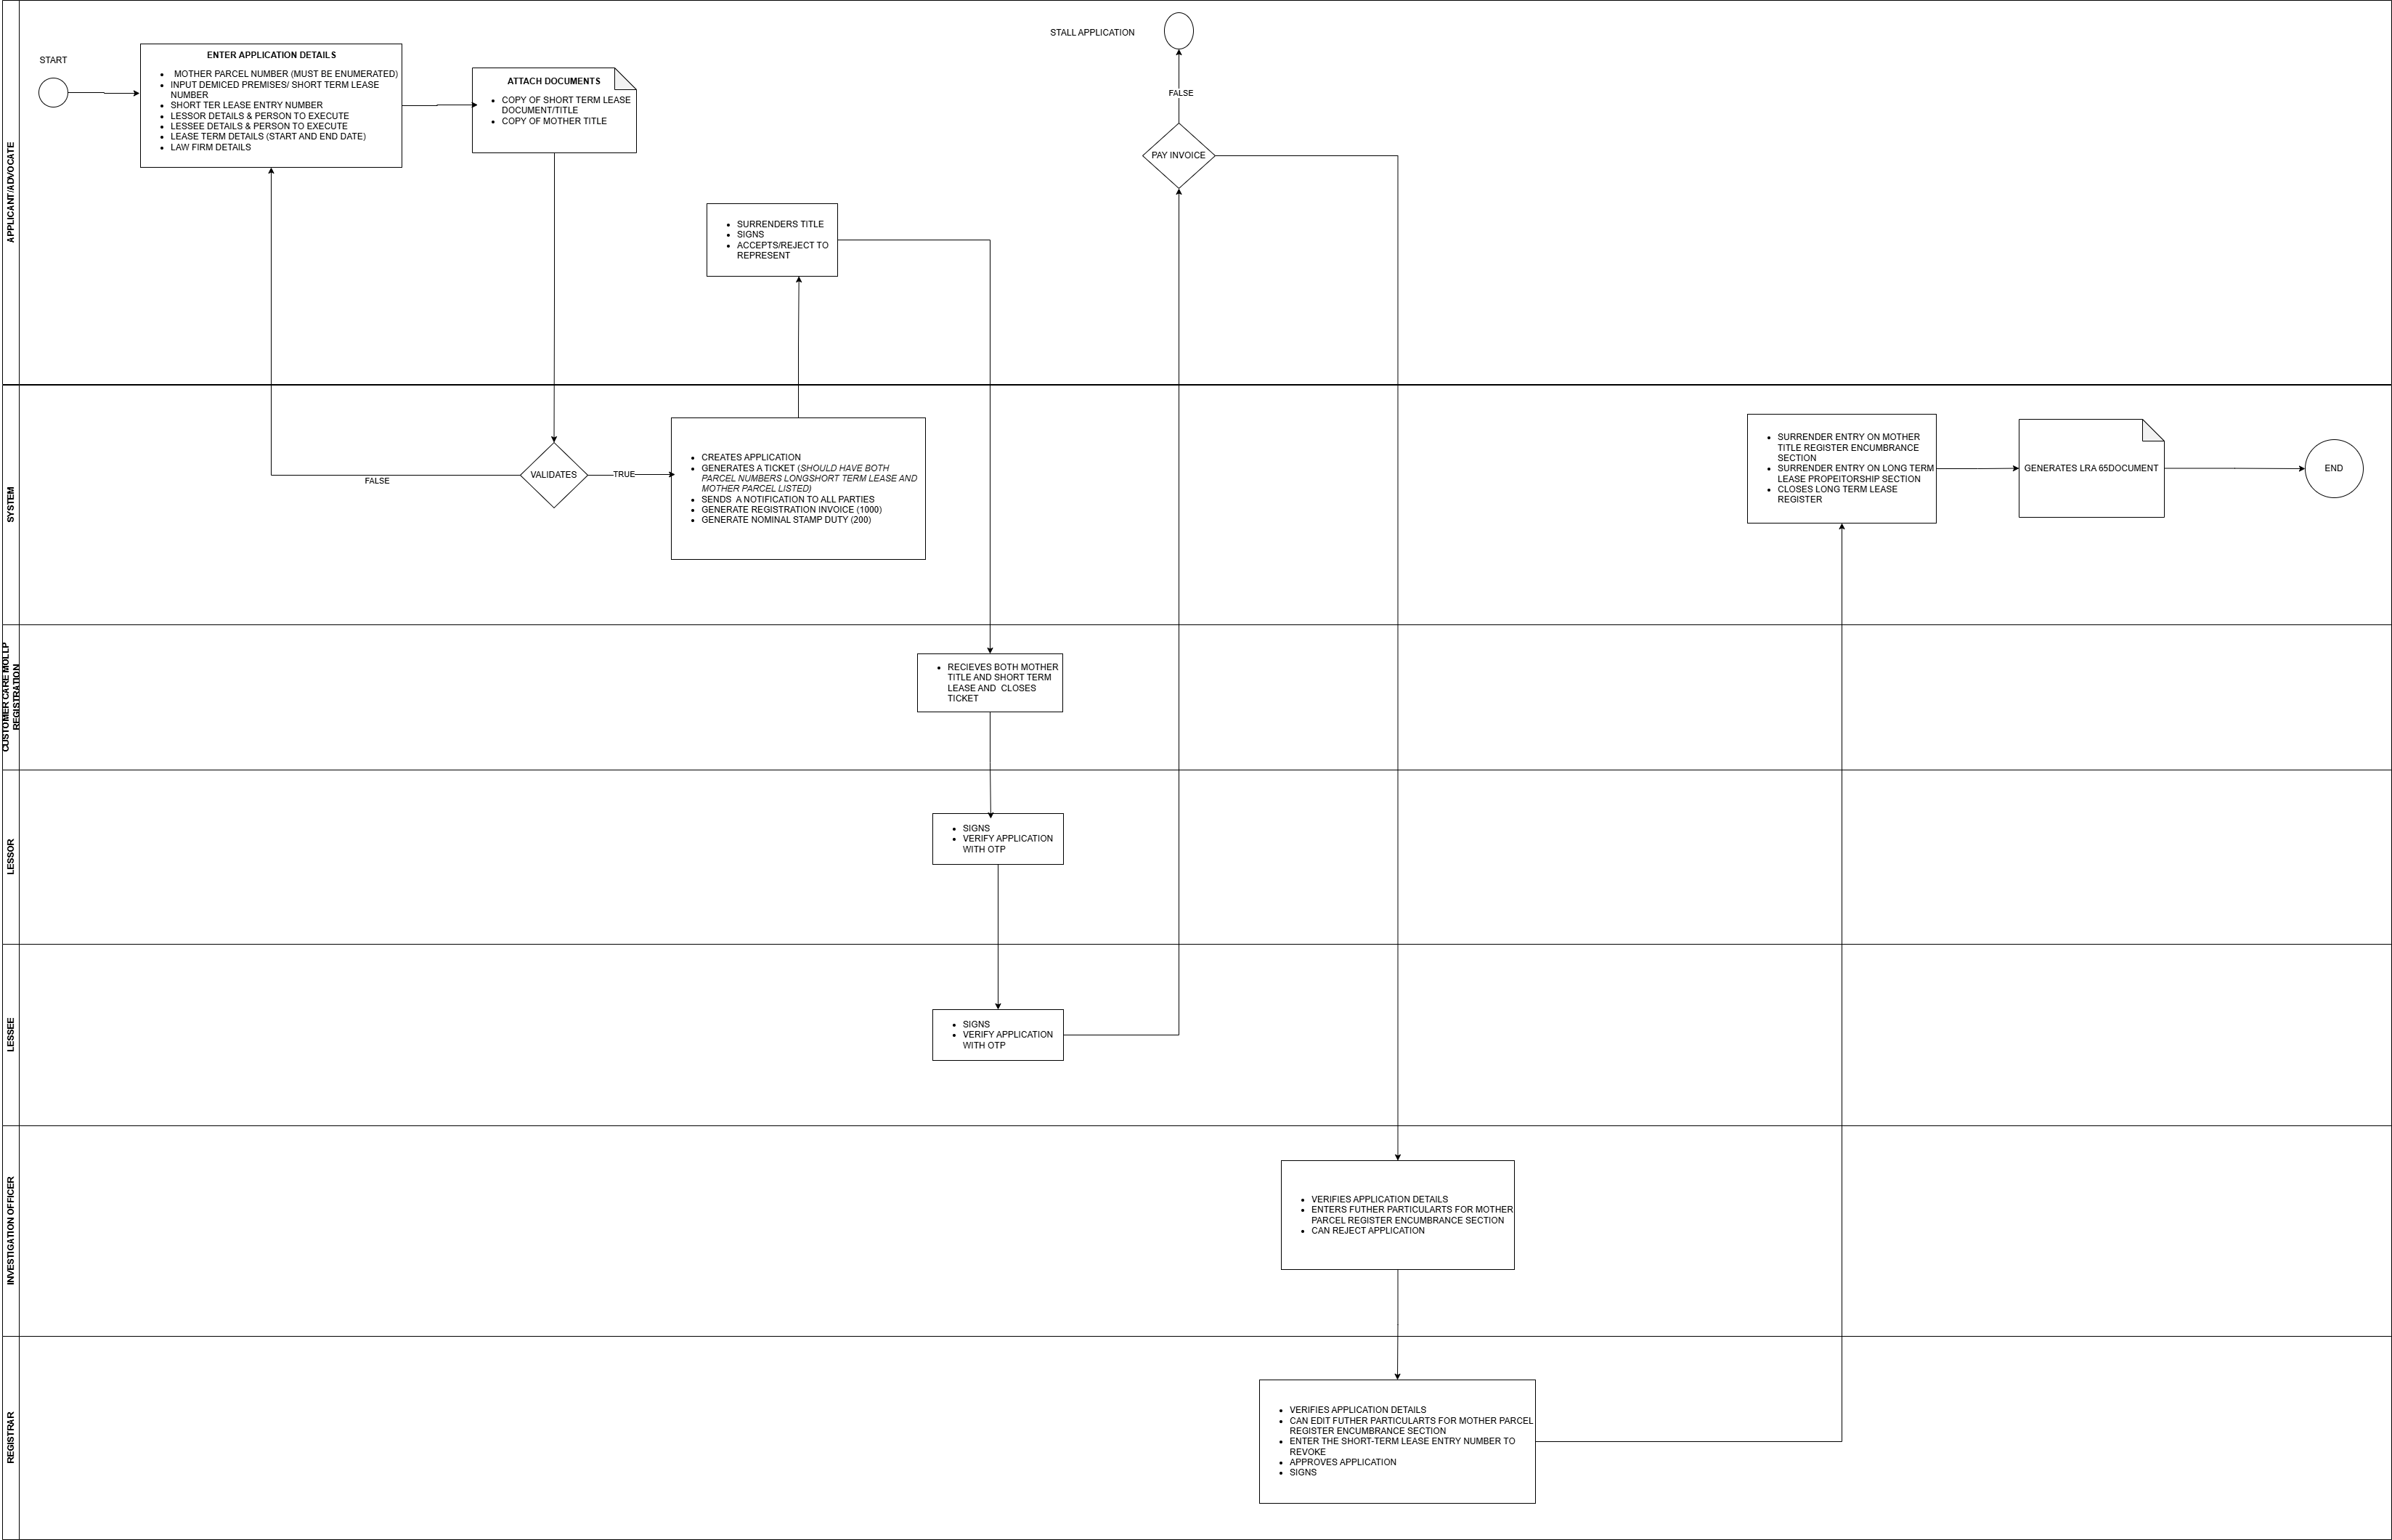 APPLICANT/ADVOCATE
START
ENTER APPLICATION DETAILS
• MOTHER PARCEL NUMBER (MUST BE ENUMERATED)
• INPUT DEMICED PREMISES/ SHORT TERM LEASE
NUMBER
• SHORT TER LEASE ENTRY NUMBER
• LESSOR DETAILS & PERSON TO EXECUTE
• LESSEE DETAILS & PERSON TO EXECUTE
• LEASE TERM DETAILS (START AND END DATE)
• LAW FIRM DETAILS
ATTACH DOCUMENTS
• COPY OF SHORT TERM LEASE
DOCUMENT/TITLE
• COPY OF MOTHER TITLE
• SURRENDERS TITLE
• SIGNS
• ACCEPTS/REJECT TO
REPRESENT
STALL APPLICATION
FALSE
PAY INVOICE
SYSTEM
FALSE
VALIDATES
TRUE
• CREATES APPLICATION
• GENERATES A TICKET (SHOULD HAVE BOTH
PARCEL NUMBERS LONGSHORT TERM LEASE AND
MOTHER PARCEL LISTED)
• SENDS A NOTIFICATION TO ALL PARTIES
• GENERATE REGISTRATION INVOICE (1000)
• GENERATE NOMINAL STAMP DUTY (200)
• SURRENDER ENTRY ON MOTHER
TITLE REGISTER ENCUMBRANCE
SECTION
• SURRENDER ENTRY ON LONG TERM
LEASE PROPEITORSHIP SECTION
• CLOSES LONG TERM LEASE
REGISTER
GENERATES LRA 65DOCUMENT
END
CUSTOMER CARE MOLLP
REGISTRATION
• RECIEVES BOTH MOTHER
TITLE AND SHORT TERM
LEASE AND CLOSES
TICKET
LESSOR
• SIGNS
• VERIFY APPLICATION
WITH OTP
LESSEE
• SIGNS
• VERIFY APPLICATION
WITH OTP
INVESTIGATION OFFICER
• VERIFIES APPLICATION DETAILS
• ENTERS FUTHER PARTICULARTS FOR MOTHER
PARCEL REGISTER ENCUMBRANCE SECTION
• CAN REJECT APPLICATION
REGISTRAR
• VERIFIES APPLICATION DETAILS
• CAN EDIT FUTHER PARTICULARTS FOR MOTHER PARCEL
REGISTER ENCUMBRANCE SECTION
• ENTER THE SHORT-TERM LEASE ENTRY NUMBER TO
REVOKE
• APPROVES APPLICATION
• SIGNS